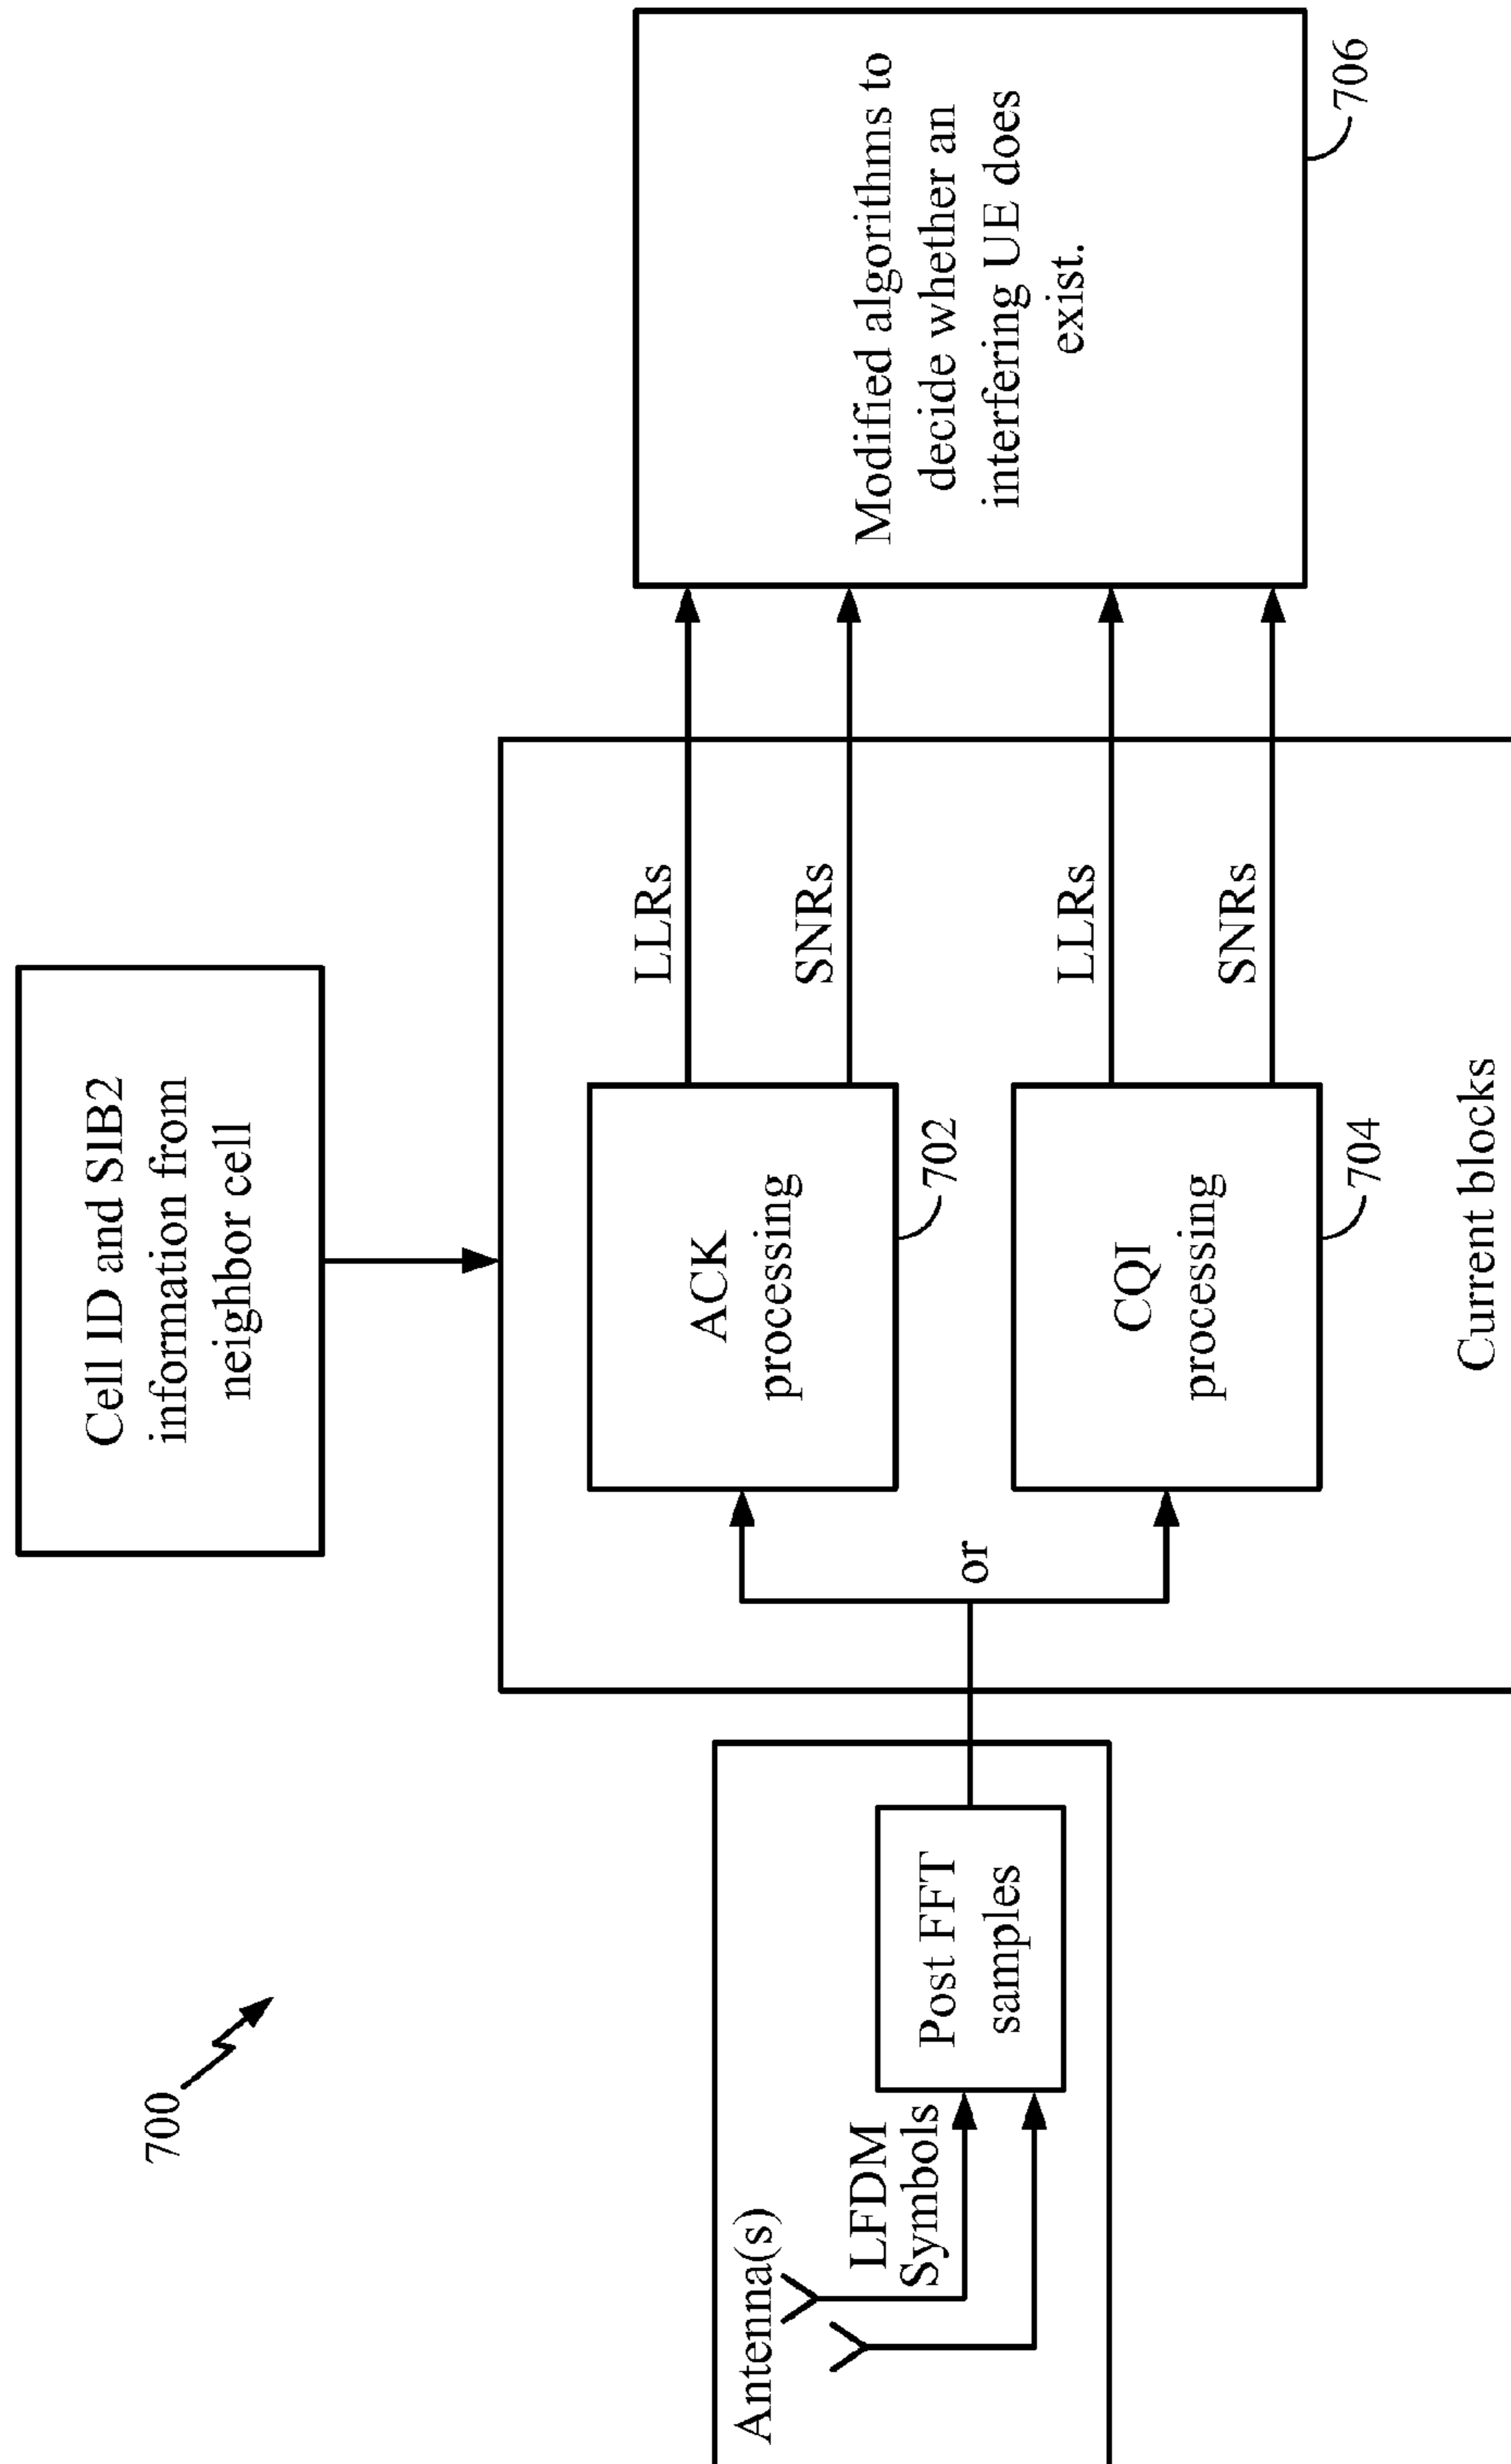 700
Cell ID and SIB2
information from
neighbor cell
Antenna(s)
LFDM
Symbols
Post FFT
samples
or
ACK
processing
702
CQI
processing
704
Current blocks
LLRs
SNRs
LLRs
SNRs
Modified algorithms to
decide whether an
interfering UE does
exist.
706